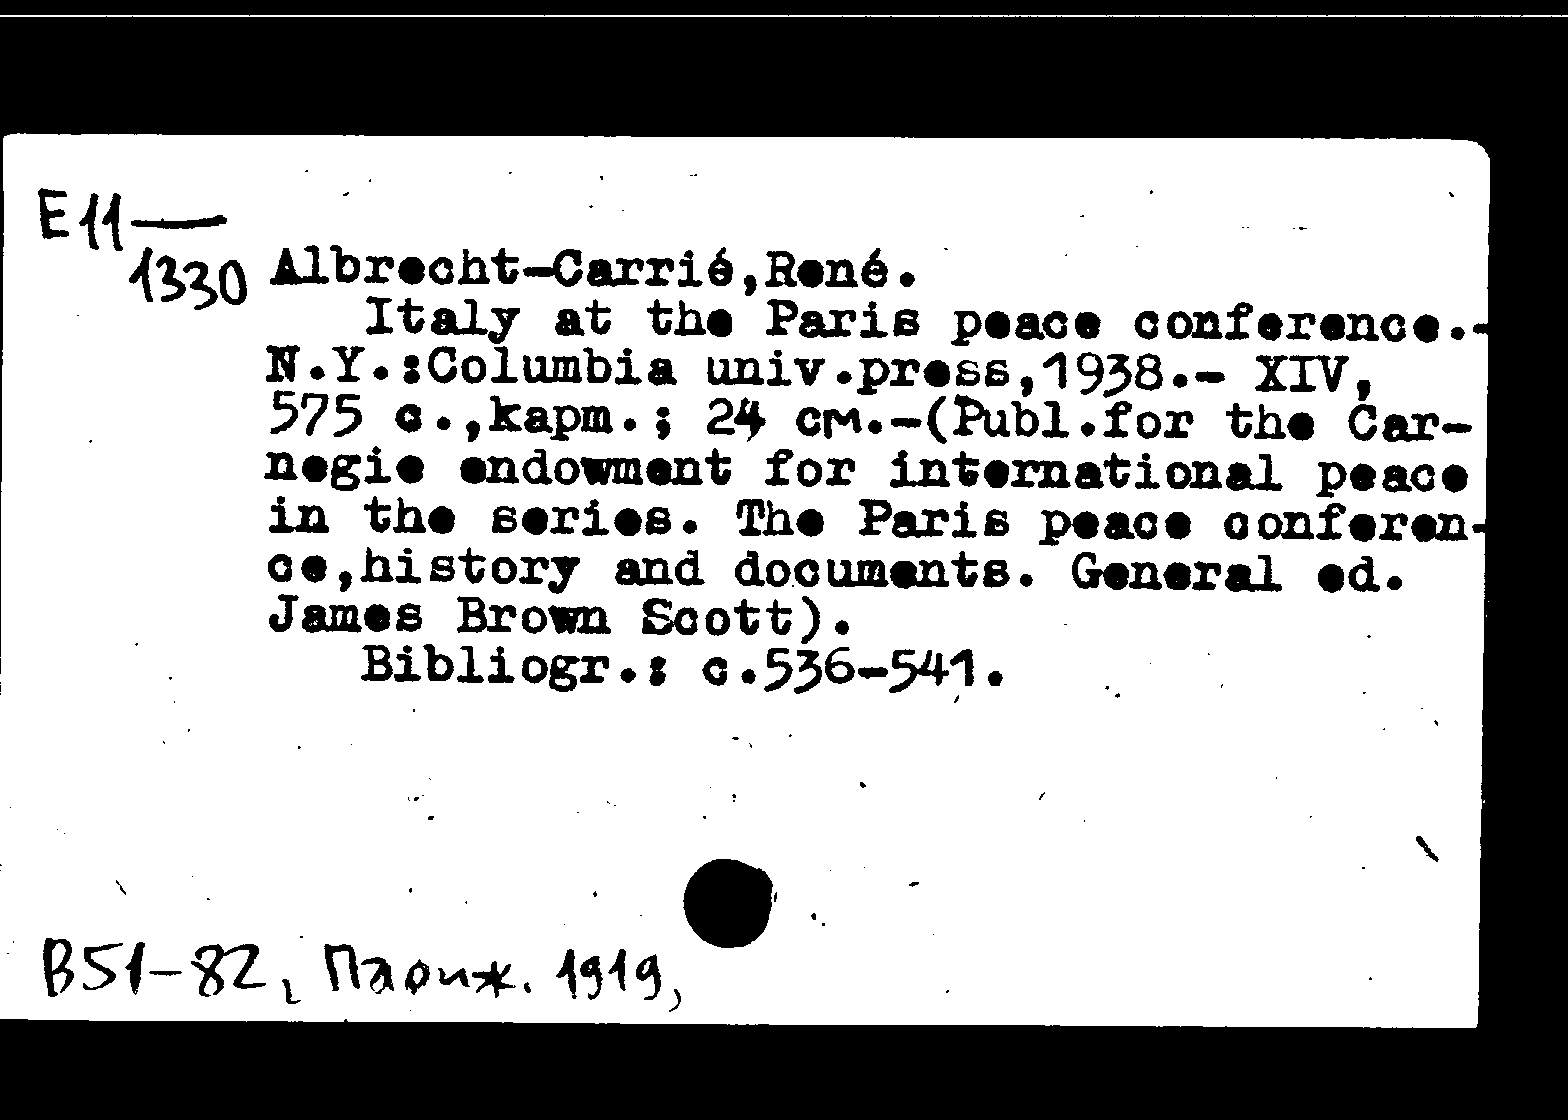 E11—
1330 Albrecht-Carrié,René.
Italy at the Paris peace conference.-
N.Y.:Columbia univ.press,1938.- XIV,
575 с.,карт.; 24 см.-(Publ.for the Car-
negie endowment for international peace
in the series. The Paris peace conferen-
ce,history and documents. General ed.
James Brown Scott).
Bibliogr.: с.536-541.
B51-82, Париж. 1919,